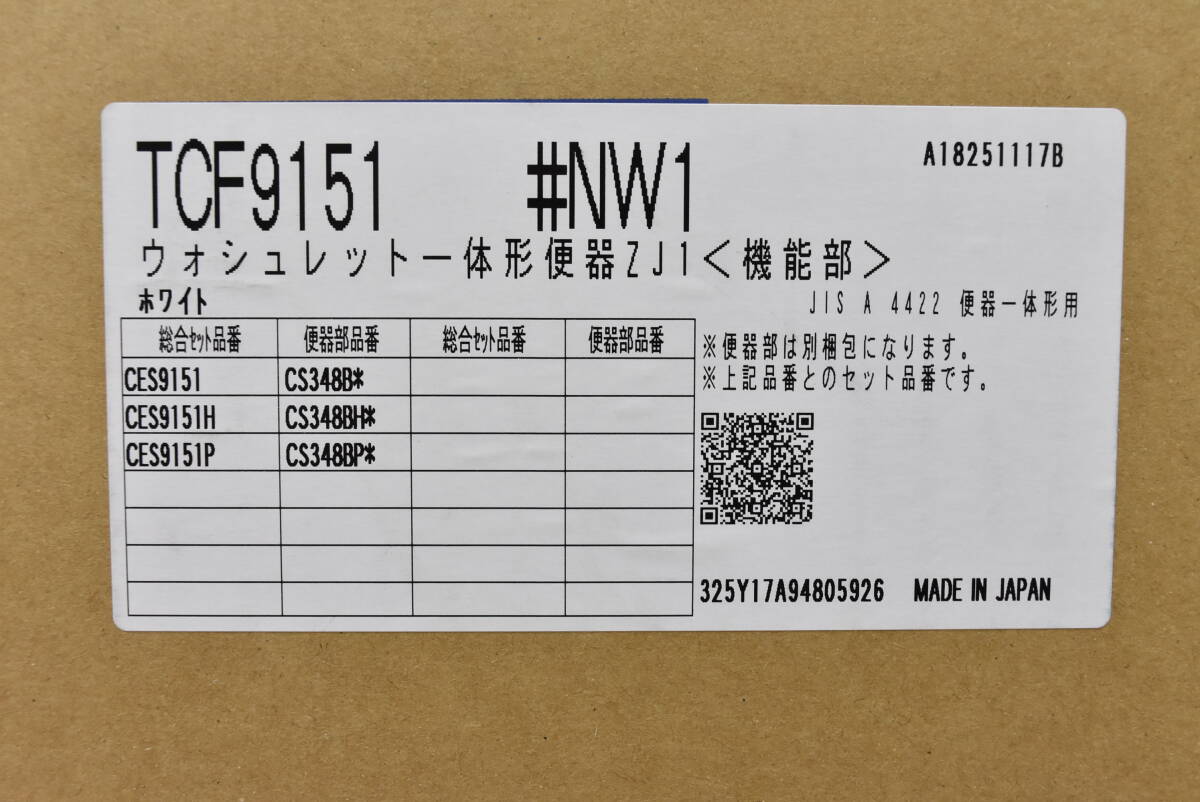 TCF9151 #NW1 A18251117B
ウォシュレット一体形便器ZJ1<機能部>
ホワイト JIS A 4422 便器一体形用
総合セット品番 便器部品番 総合セット品番 便器部品番
CES9151 CS348B*
CES9151H CS348BH*
CES9151P CS348BP*
※便器部は別梱包になります。
※上記品番とのセット品番です。
325Y17A94805926 MADE IN JAPAN